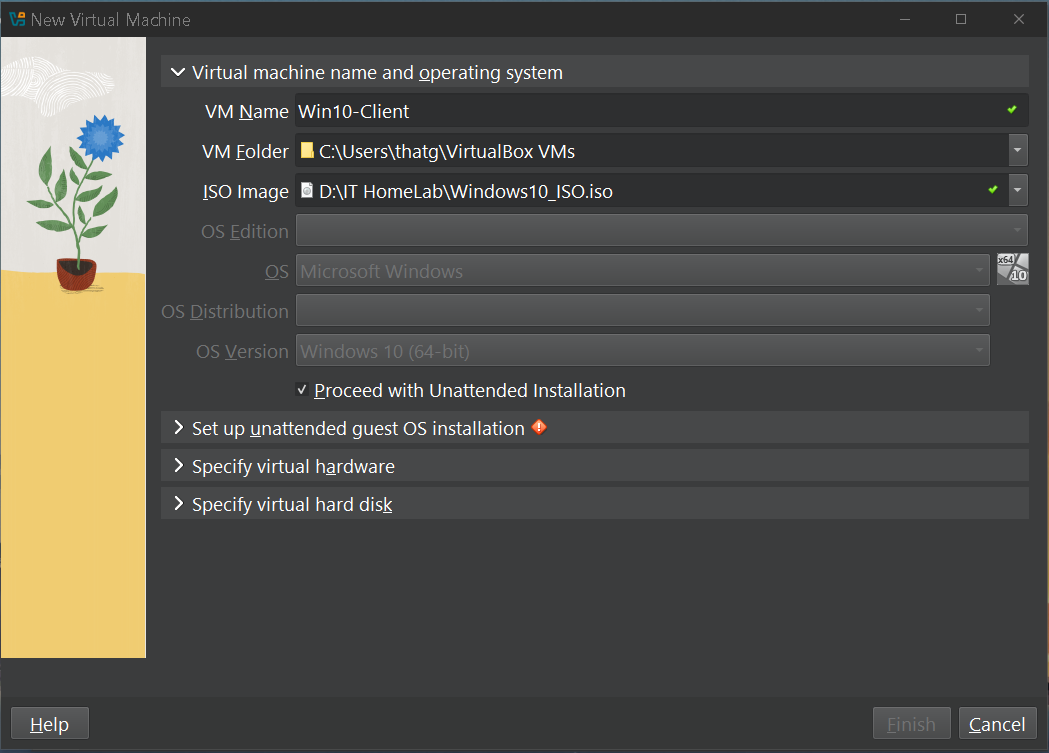 New Virtual Machine
Virtual machine name and operating system
VM Name Win10-Client
VM Folder C:\Users\thatg\VirtualBox VMs
ISO Image D:\IT HomeLab\Windows10_ISO.iso
OS Edition
OS Microsoft Windows x64 10
OS Distribution
OS Version Windows 10 (64-bit)
Proceed with Unattended Installation
Set up unattended guest OS installation
Specify virtual hardware
Specify virtual hard disk
Help Finish Cancel